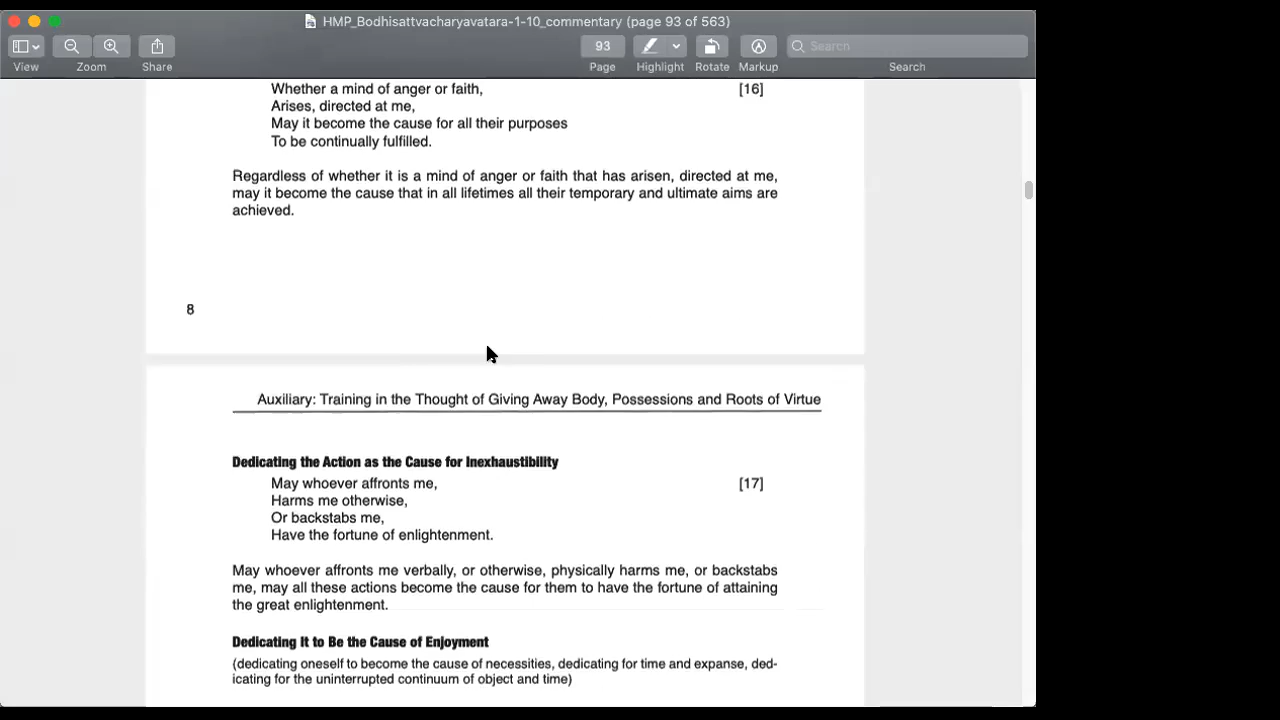 HMP_Bodhisattvacharyavatara-1-10_commentary (page 93 of 563)
93
Search
View
Zoom
Share
Page
Highlight
Rotate
Markup
Search
Whether a mind of anger or faith, [16]
Arises, directed at me,
May it become the cause for all their purposes
To be continually fulfilled.
Regardless of whether it is a mind of anger or faith that has arisen, directed at me,
may it become the cause that in all lifetimes all their temporary and ultimate aims are
achieved.
8
Auxiliary: Training in the Thought of Giving Away Body, Possessions and Roots of Virtue
Dedicating the Action as the Cause for Inexhaustibility
May whoever affronts me, [17]
Harms me otherwise,
Or backstabs me,
Have the fortune of enlightenment.
May whoever affronts me verbally, or otherwise, physically harms me, or backstabs
me, may all these actions become the cause for them to have the fortune of attaining
the great enlightenment.
Dedicating It to Be the Cause of Enjoyment
(dedicating oneself to become the cause of necessities, dedicating for time and expanse, ded-
icating for the uninterrupted continuum of object and time)